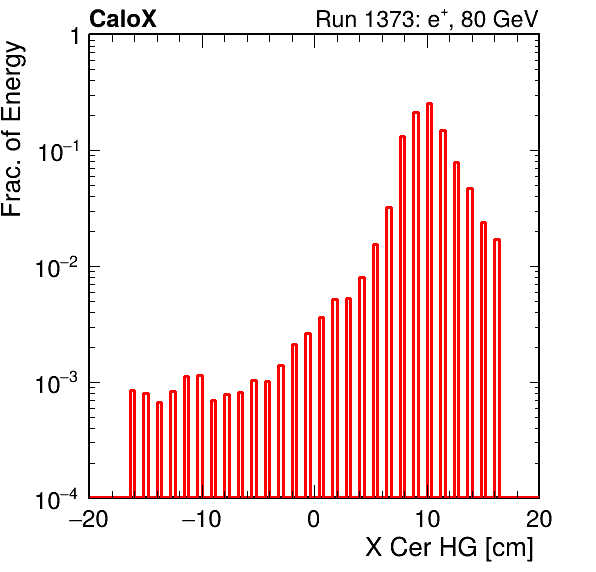 CaloX Run 1373: e⁺, 80 GeV
Frac. of Energy
1
10⁻¹
10⁻²
10⁻³
10⁻⁴
−20 −10 0 10 20
X Cer HG [cm]